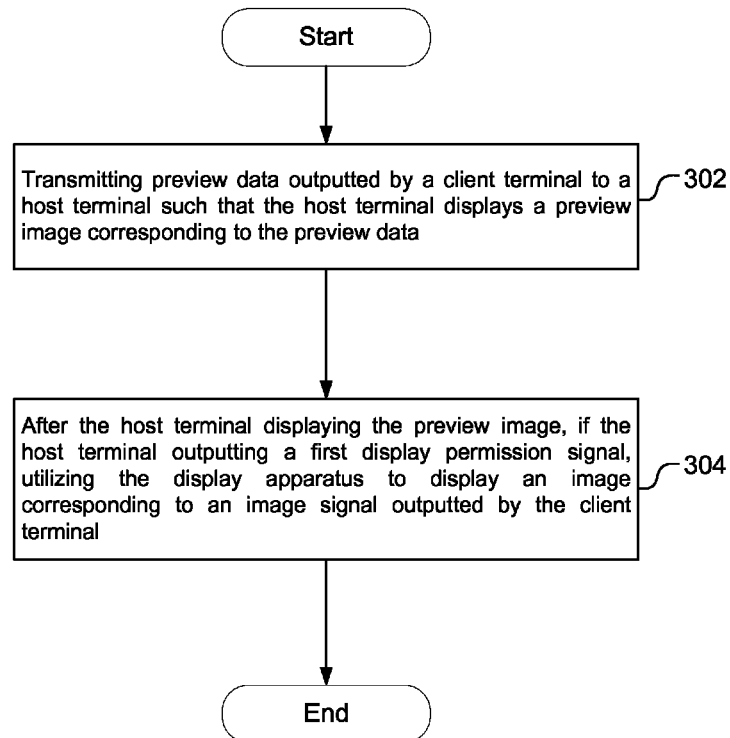 Start
Transmitting preview data outputted by a client terminal to a
host terminal such that the host terminal displays a preview
image corresponding to the preview data
302
After the host terminal displaying the preview image, if the
host terminal outputting a first display permission signal,
utilizing the display apparatus to display an image
corresponding to an image signal outputted by the client
terminal
304
End